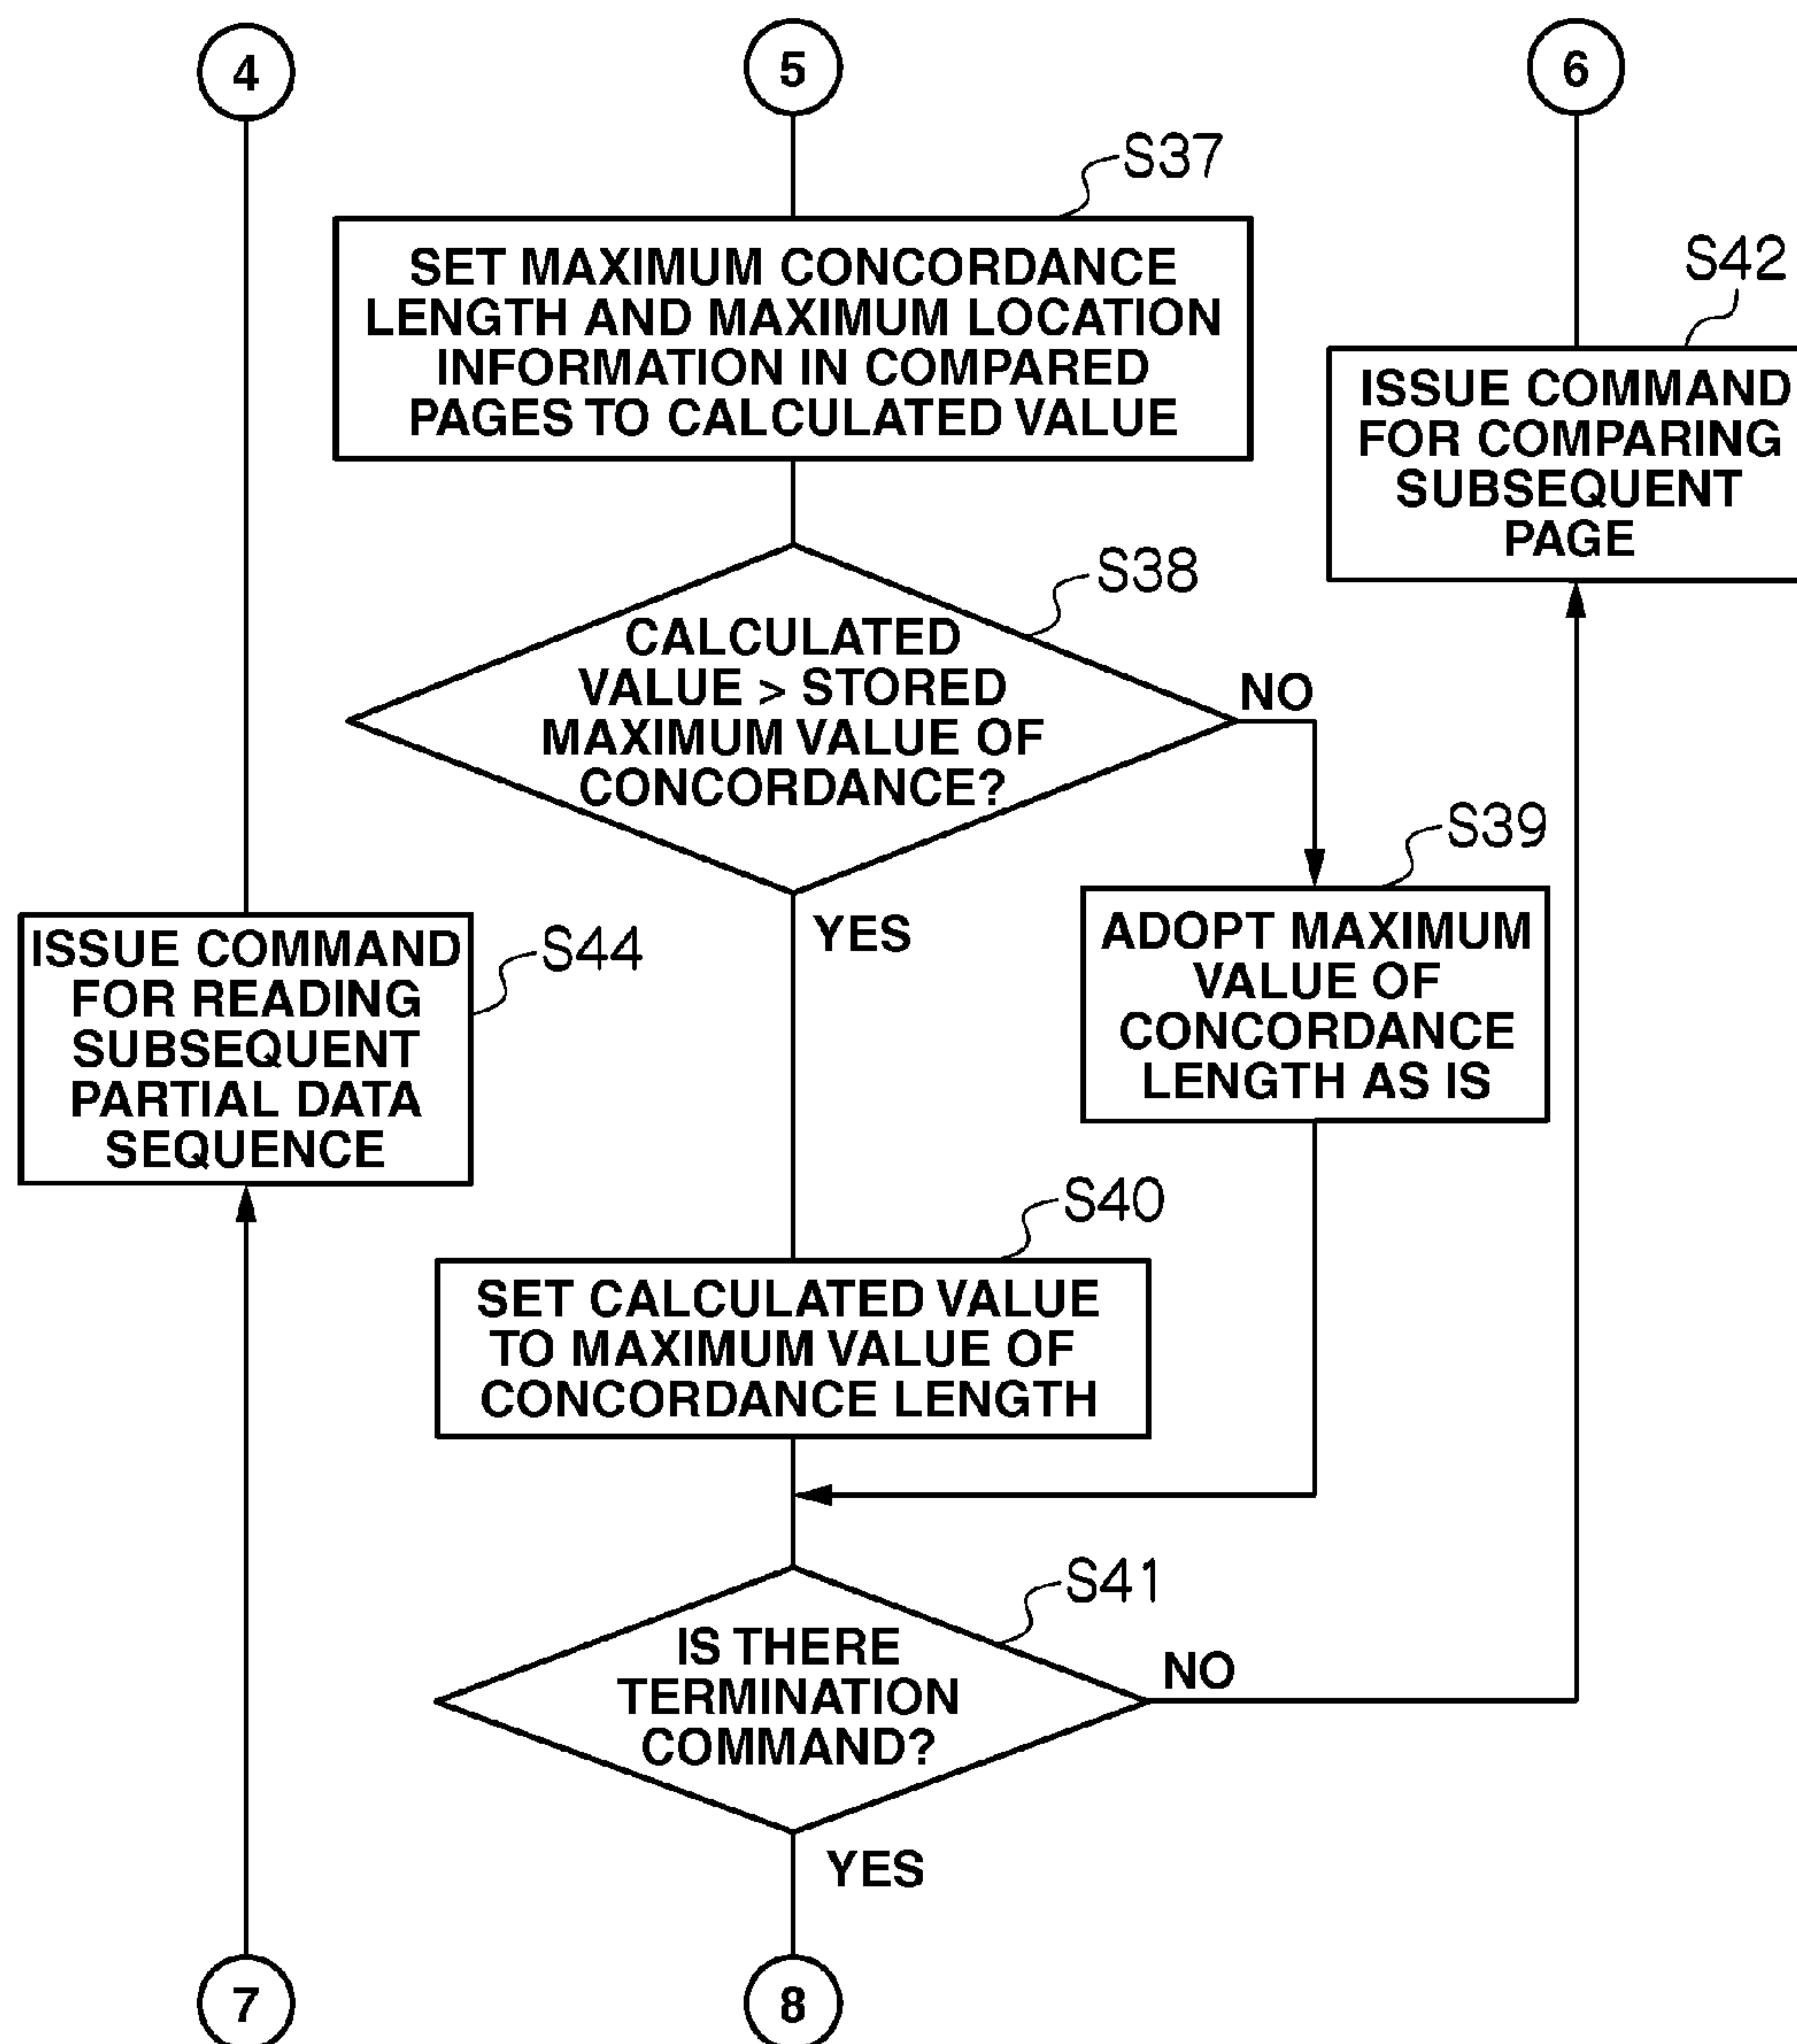 4
5
6
S37
SET MAXIMUM CONCORDANCE
LENGTH AND MAXIMUM LOCATION
INFORMATION IN COMPARED
PAGES TO CALCULATED VALUE
S42
ISSUE COMMAND
FOR COMPARING
SUBSEQUENT
PAGE
S38
CALCULATED
VALUE > STORED
MAXIMUM VALUE OF
CONCORDANCE?
NO
YES
S39
ADOPT MAXIMUM
VALUE OF
CONCORDANCE
LENGTH AS IS
S44
ISSUE COMMAND
FOR READING
SUBSEQUENT
PARTIAL DATA
SEQUENCE
S40
SET CALCULATED VALUE
TO MAXIMUM VALUE OF
CONCORDANCE LENGTH
S41
IS THERE
TERMINATION
COMMAND?
NO
YES
7
8